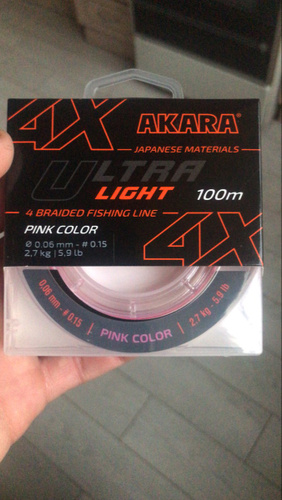 4X
AKARA®
JAPANESE MATERIALS
ULTRA
LIGHT
100m
4 BRAIDED FISHING LINE
PINK COLOR
Ø 0,06 mm - # 0.15
2,7 kg | 5,9 lb
4X
0,06 mm - # 0.15 | PINK COLOR | 2,7 kg - 5,9 lb